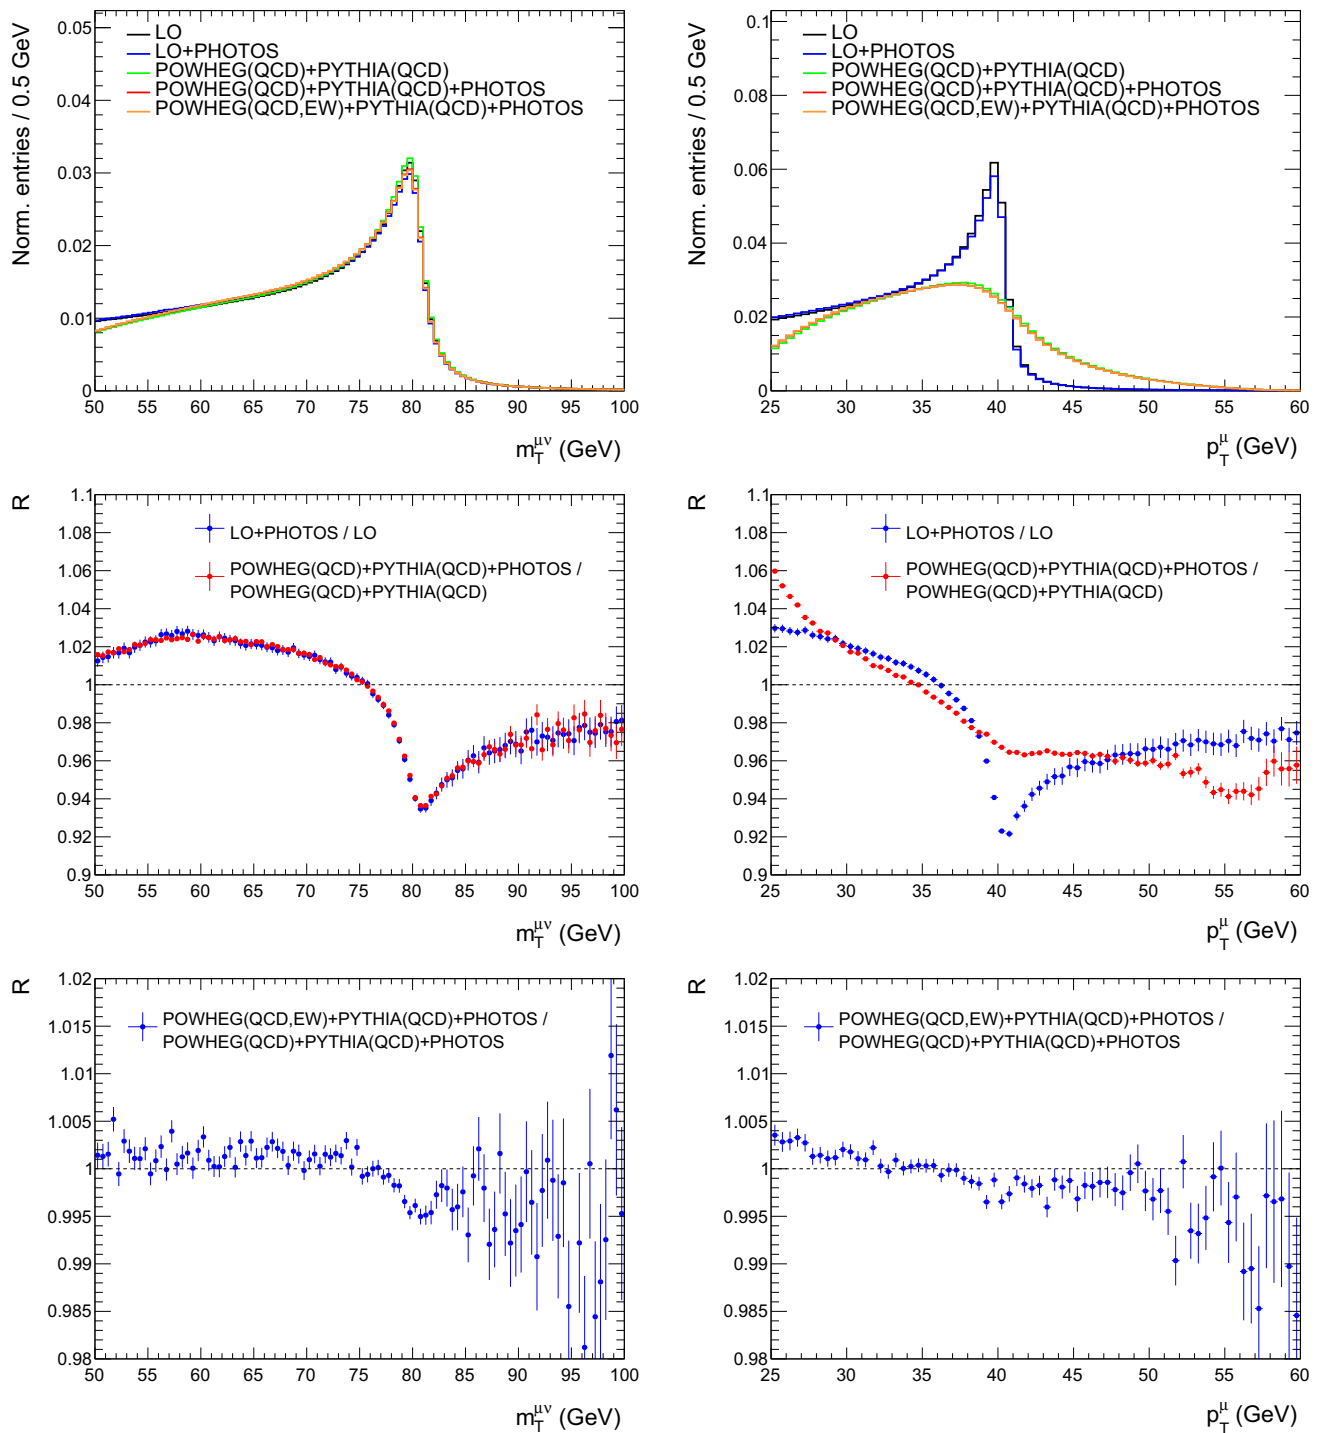 Norm. entries / 0.5 GeV
0.05
0.04
0.03
0.02
0.01
0
LO
LO+PHOTOS
POWHEG(QCD)+PYTHIA(QCD)
POWHEG(QCD)+PYTHIA(QCD)+PHOTOS
POWHEG(QCD,EW)+PYTHIA(QCD)+PHOTOS
50 55 60 65 70 75 80 85 90 95 100
m_T^{μν} (GeV)
Norm. entries / 0.5 GeV
0.1
0.08
0.06
0.04
0.02
0
LO
LO+PHOTOS
POWHEG(QCD)+PYTHIA(QCD)
POWHEG(QCD)+PYTHIA(QCD)+PHOTOS
POWHEG(QCD,EW)+PYTHIA(QCD)+PHOTOS
25 30 35 40 45 50 55 60
p_T^μ (GeV)
R
1.1
1.08
1.06
1.04
1.02
1
0.98
0.96
0.94
0.92
0.9
LO+PHOTOS / LO
POWHEG(QCD)+PYTHIA(QCD)+PHOTOS /
POWHEG(QCD)+PYTHIA(QCD)
50 55 60 65 70 75 80 85 90 95 100
m_T^{μν} (GeV)
R
1.1
1.08
1.06
1.04
1.02
1
0.98
0.96
0.94
0.92
0.9
LO+PHOTOS / LO
POWHEG(QCD)+PYTHIA(QCD)+PHOTOS /
POWHEG(QCD)+PYTHIA(QCD)
25 30 35 40 45 50 55 60
p_T^μ (GeV)
R
1.02
1.015
1.01
1.005
1
0.995
0.99
0.985
0.98
POWHEG(QCD,EW)+PYTHIA(QCD)+PHOTOS /
POWHEG(QCD)+PYTHIA(QCD)+PHOTOS
50 55 60 65 70 75 80 85 90 95 100
m_T^{μν} (GeV)
R
1.02
1.015
1.01
1.005
1
0.995
0.99
0.985
0.98
POWHEG(QCD,EW)+PYTHIA(QCD)+PHOTOS /
POWHEG(QCD)+PYTHIA(QCD)+PHOTOS
25 30 35 40 45 50 55 60
p_T^μ (GeV)